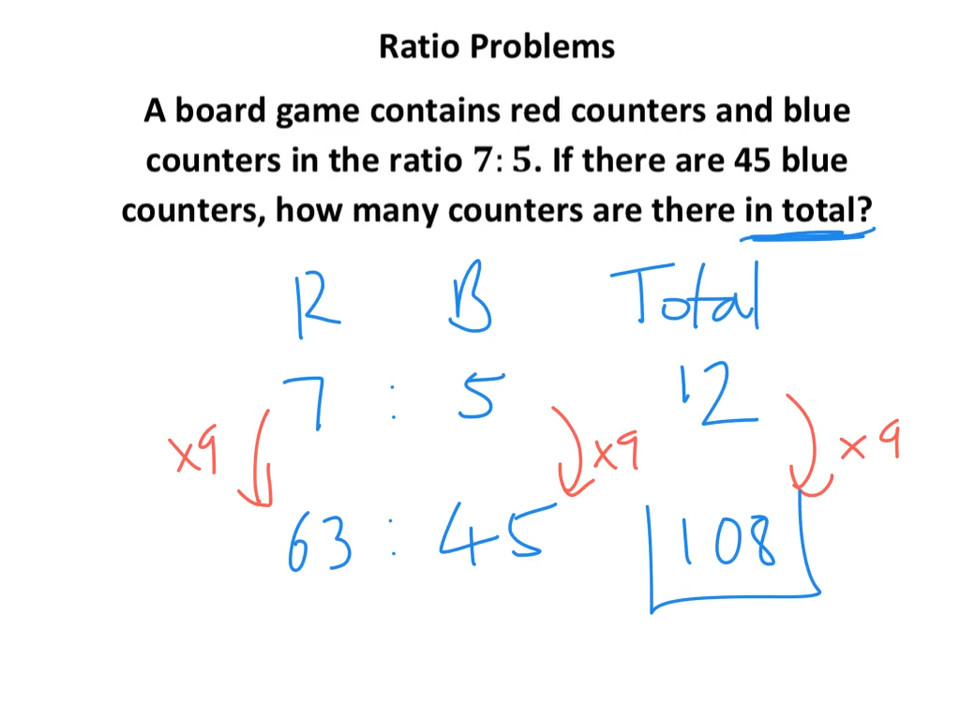 Ratio Problems
A board game contains red counters and blue
counters in the ratio 7: 5. If there are 45 blue
counters, how many counters are there in total?
R B Total
7 : 5 12
×9 ×9 ×9
63 : 45 108